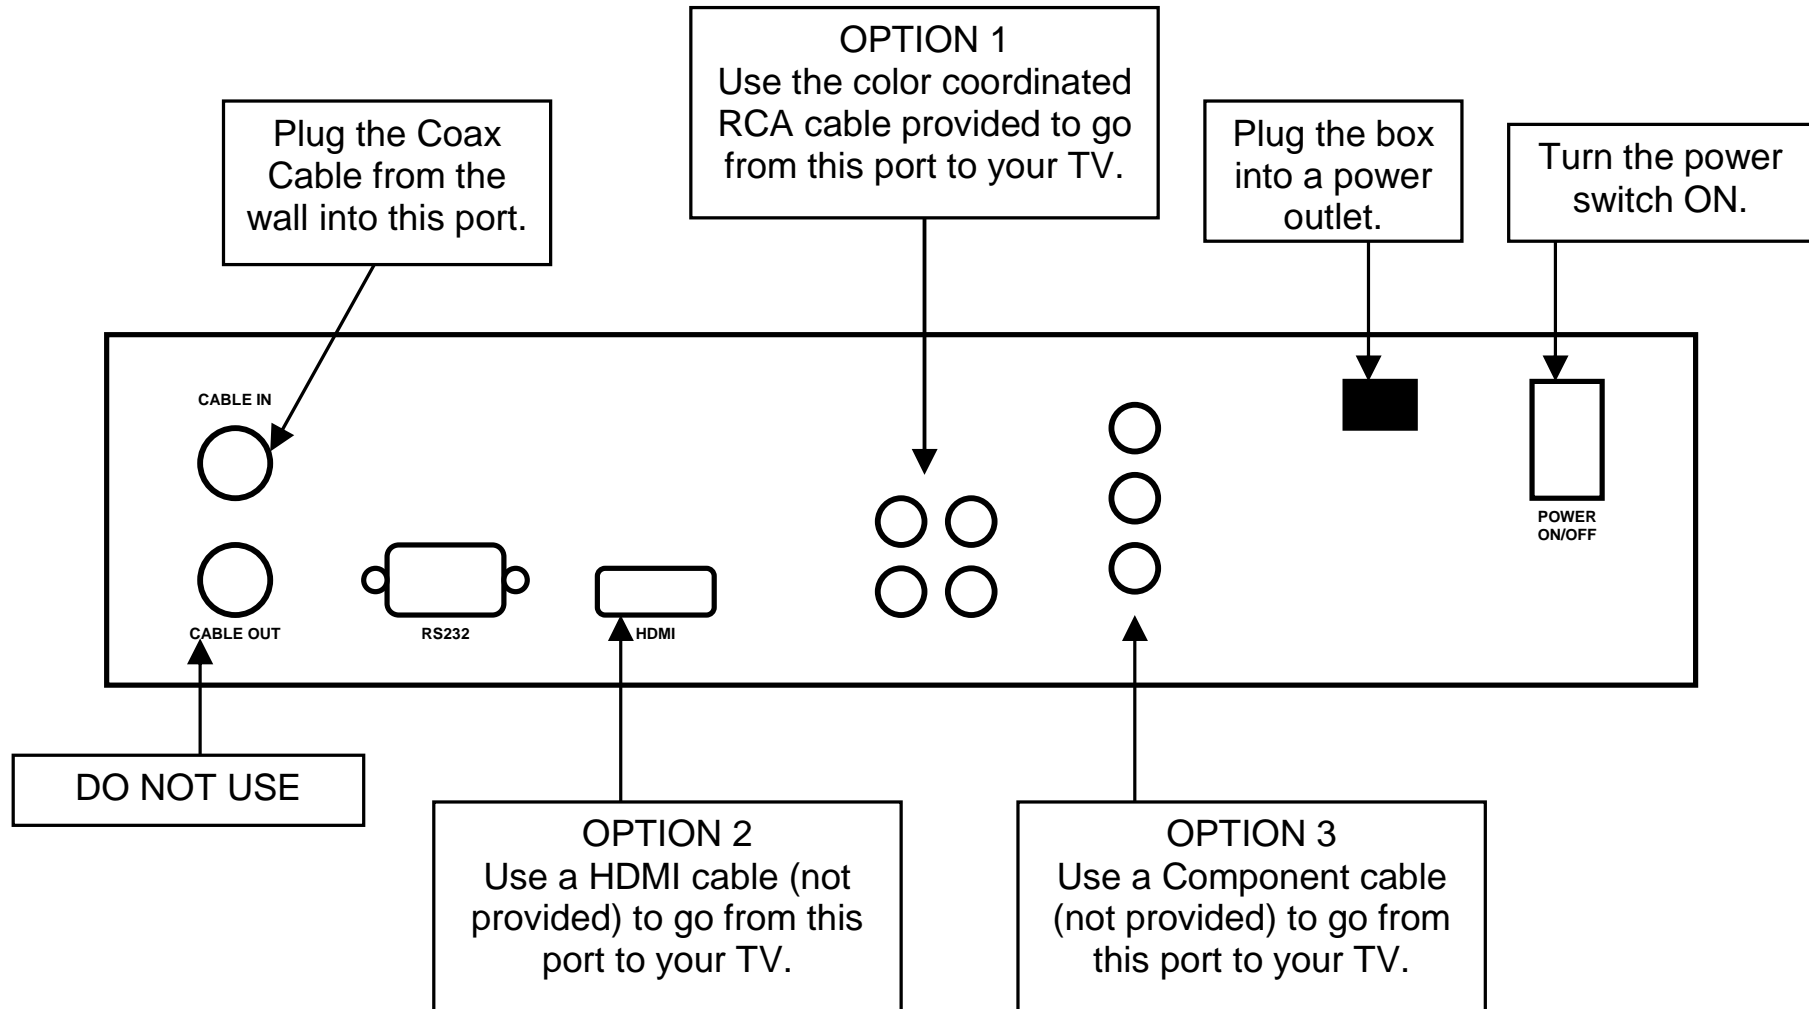 OPTION 1
Use the color coordinated
RCA cable provided to go
from this port to your TV.
Plug the Coax
Cable from the
wall into this port.
Plug the box
into a power
outlet.
Turn the power
switch ON.
CABLE IN
POWER
ON/OFF
CABLE OUT
RS232
HDMI
DO NOT USE
OPTION 2
Use a HDMI cable (not
provided) to go from this
port to your TV.
OPTION 3
Use a Component cable
(not provided) to go from
this port to your TV.